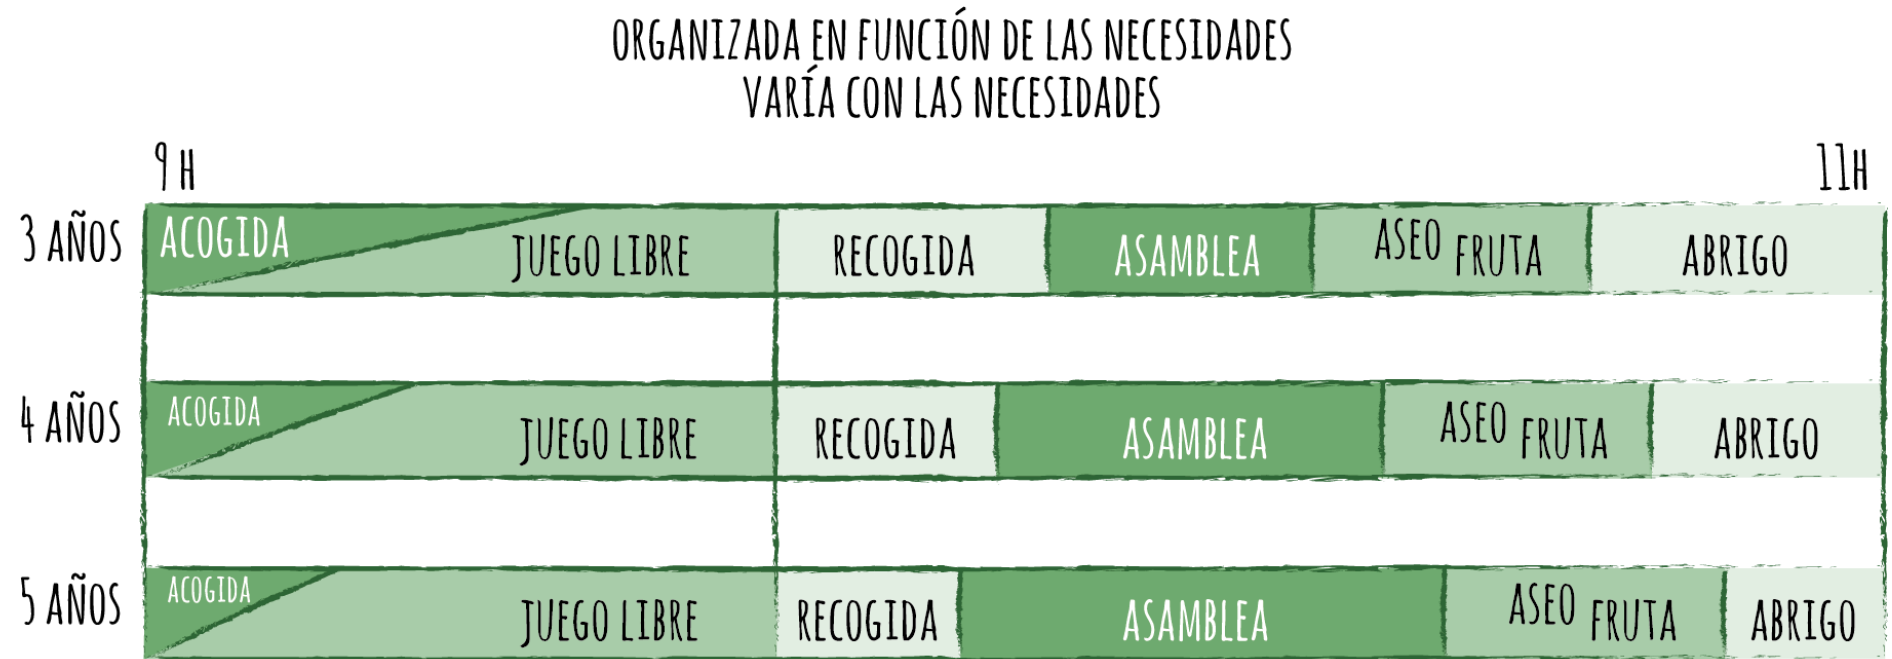 ORGANIZADA EN FUNCIÓN DE LAS NECESIDADES
VARÍA CON LAS NECESIDADES
9 H 11H
3 AÑOS ACOGIDA JUEGO LIBRE RECOGIDA ASAMBLEA ASEO FRUTA ABRIGO
4 AÑOS ACOGIDA JUEGO LIBRE RECOGIDA ASAMBLEA ASEO FRUTA ABRIGO
5 AÑOS ACOGIDA JUEGO LIBRE RECOGIDA ASAMBLEA ASEO FRUTA ABRIGO